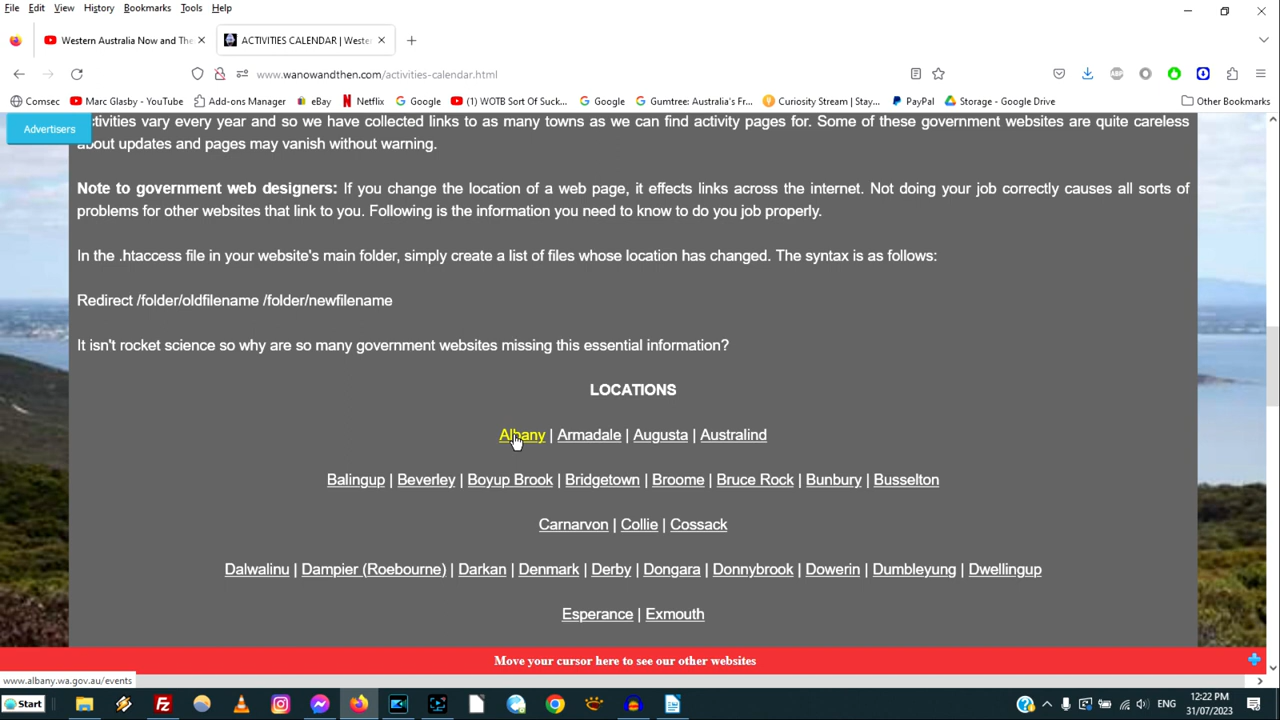 File Edit View History Bookmarks Tools Help
Western Australia Now and The
ACTIVITIES CALENDAR | Weste
www.wanowandthen.com/activities-calendar.html
Comsec Marc Glasby - YouTube Add-ons Manager eBay Netflix Google (1) WOTB Sort Of Suck... Google Gumtree: Australia's Fr... Curiosity Stream | Stay... PayPal Storage - Google Drive Other Bookmarks
Advertisers
ctivities vary every year and so we have collected links to as many towns as we can find activity pages for. Some of these government websites are quite careless
about updates and pages may vanish without warning.
Note to government web designers: If you change the location of a web page, it effects links across the internet. Not doing your job correctly causes all sorts of
problems for other websites that link to you. Following is the information you need to know to do you job properly.
In the .htaccess file in your website's main folder, simply create a list of files whose location has changed. The syntax is as follows:
Redirect /folder/oldfilename /folder/newfilename
It isn't rocket science so why are so many government websites missing this essential information?
LOCATIONS
Albany | Armadale | Augusta | Australind
Balingup | Beverley | Boyup Brook | Bridgetown | Broome | Bruce Rock | Bunbury | Busselton
Carnarvon | Collie | Cossack
Dalwalinu | Dampier (Roebourne) | Darkan | Denmark | Derby | Dongara | Donnybrook | Dowerin | Dumbleyung | Dwellingup
Esperance | Exmouth
Move your cursor here to see our other websites
www.albany.wa.gov.au/events
Start
ENG
12:22 PM
31/07/2023